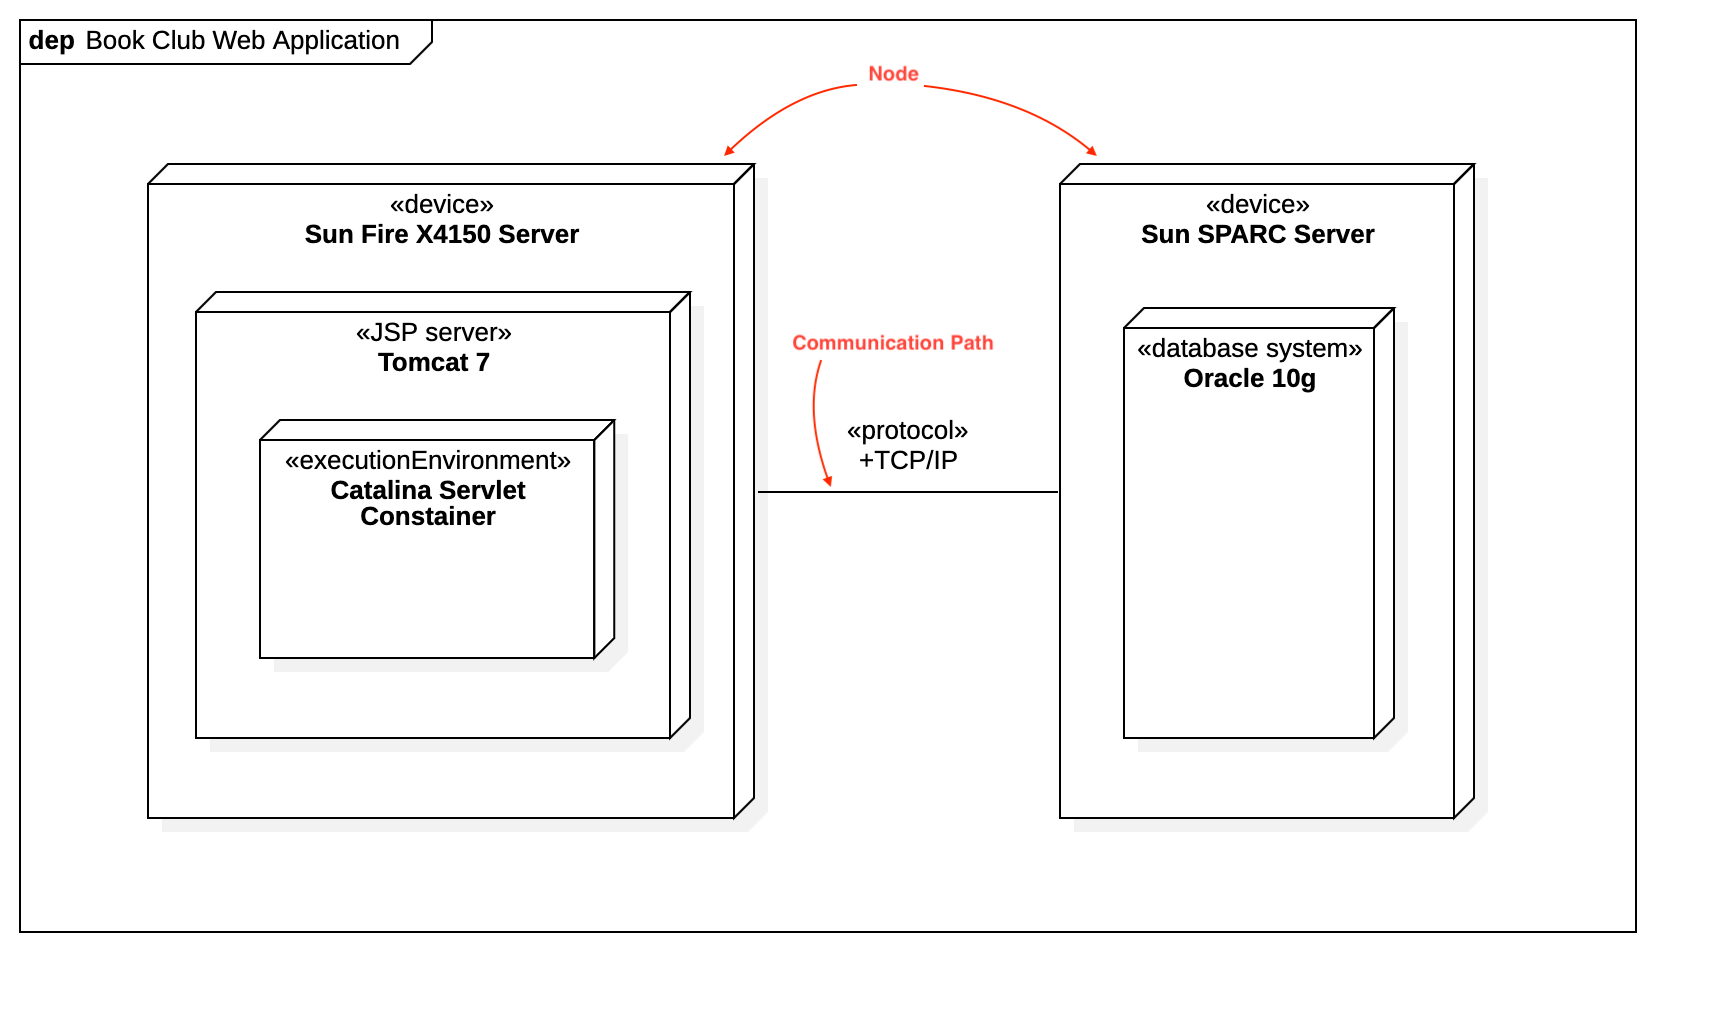 dep Book Club Web Application
Node
«device»
Sun Fire X4150 Server
«JSP server»
Tomcat 7
«executionEnvironment»
Catalina Servlet
Constainer
Communication Path
«protocol»
+TCP/IP
«device»
Sun SPARC Server
«database system»
Oracle 10g